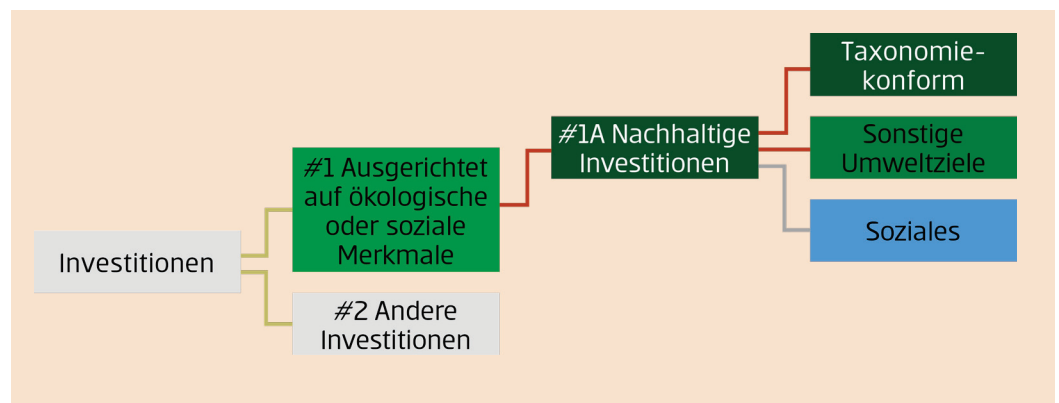 Investitionen
#1 Ausgerichtet
auf ökologische
oder soziale
Merkmale
#2 Andere
Investitionen
#1A Nachhaltige
Investitionen
Taxonomie-
konform
Sonstige
Umweltziele
Soziales